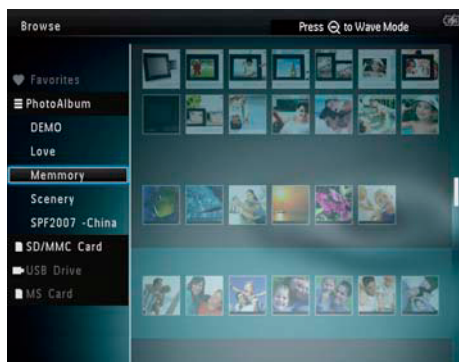 Browse
Press to Wave Mode
Favorites
PhotoAlbum
DEMO
Love
Memmory
Scenery
SPF2007 -China
SD/MMC Card
USB Drive
MS Card